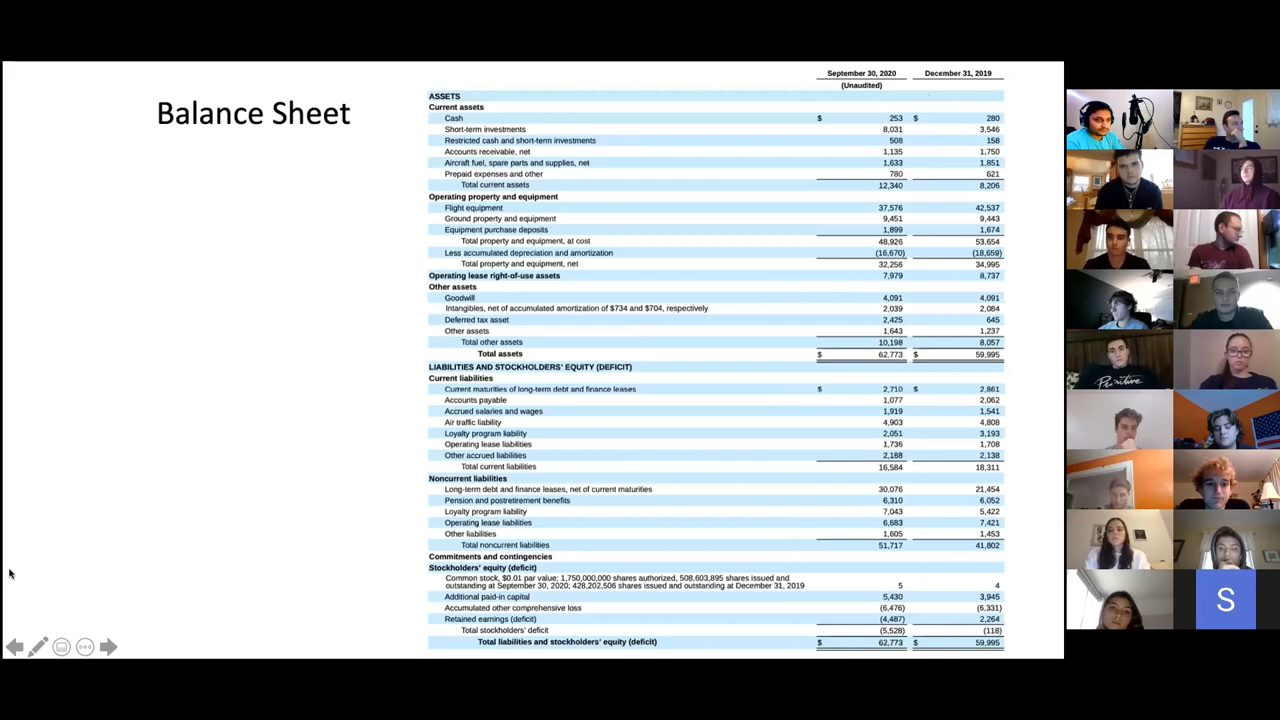 Balance Sheet
September 30, 2020 December 31, 2019
(Unaudited)
ASSETS
Current assets
Cash $ 253 $ 280
Short-term investments 8,031 3,546
Restricted cash and short-term investments 508 158
Accounts receivable, net 1,135 1,750
Aircraft fuel, spare parts and supplies, net 1,633 1,851
Prepaid expenses and other 780 621
Total current assets 12,340 8,206
Operating property and equipment
Flight equipment 37,576 42,537
Ground property and equipment 9,451 9,443
Equipment purchase deposits 1,899 1,674
Total property and equipment, at cost 48,926 53,654
Less accumulated depreciation and amortization (16,670) (18,659)
Total property and equipment, net 32,256 34,995
Operating lease right-of-use assets 7,979 8,737
Other assets
Goodwill 4,091 4,091
Intangibles, net of accumulated amortization of $734 and $704, respectively 2,039 2,084
Deferred tax asset 2,425 645
Other assets 1,643 1,237
Total other assets 10,198 8,057
Total assets $ 62,773 $ 59,995
LIABILITIES AND STOCKHOLDERS' EQUITY (DEFICIT)
Current liabilities
Current maturities of long-term debt and finance leases $ 2,710 $ 2,861
Accounts payable 1,077 2,062
Accrued salaries and wages 1,919 1,541
Air traffic liability 4,903 4,808
Loyalty program liability 2,051 3,193
Operating lease liabilities 1,736 1,708
Other accrued liabilities 2,188 2,138
Total current liabilities 16,584 18,311
Noncurrent liabilities
Long-term debt and finance leases, net of current maturities 30,076 21,454
Pension and postretirement benefits 6,310 6,052
Loyalty program liability 7,043 5,422
Operating lease liabilities 6,683 7,421
Other liabilities 1,605 1,453
Total noncurrent liabilities 51,717 41,802
Commitments and contingencies
Stockholders' equity (deficit)
Common stock, $0.01 par value; 1,750,000,000 shares authorized, 508,603,895 shares issued and
outstanding at September 30, 2020; 428,202,506 shares issued and outstanding at December 31, 2019 5 4
Additional paid-in capital 5,430 3,945
Accumulated other comprehensive loss (6,476) (6,331)
Retained earnings (deficit) (4,487) 2,264
Total stockholders' deficit (5,528) (118)
Total liabilities and stockholders' equity (deficit) $ 62,773 $ 59,995
Primitive
S